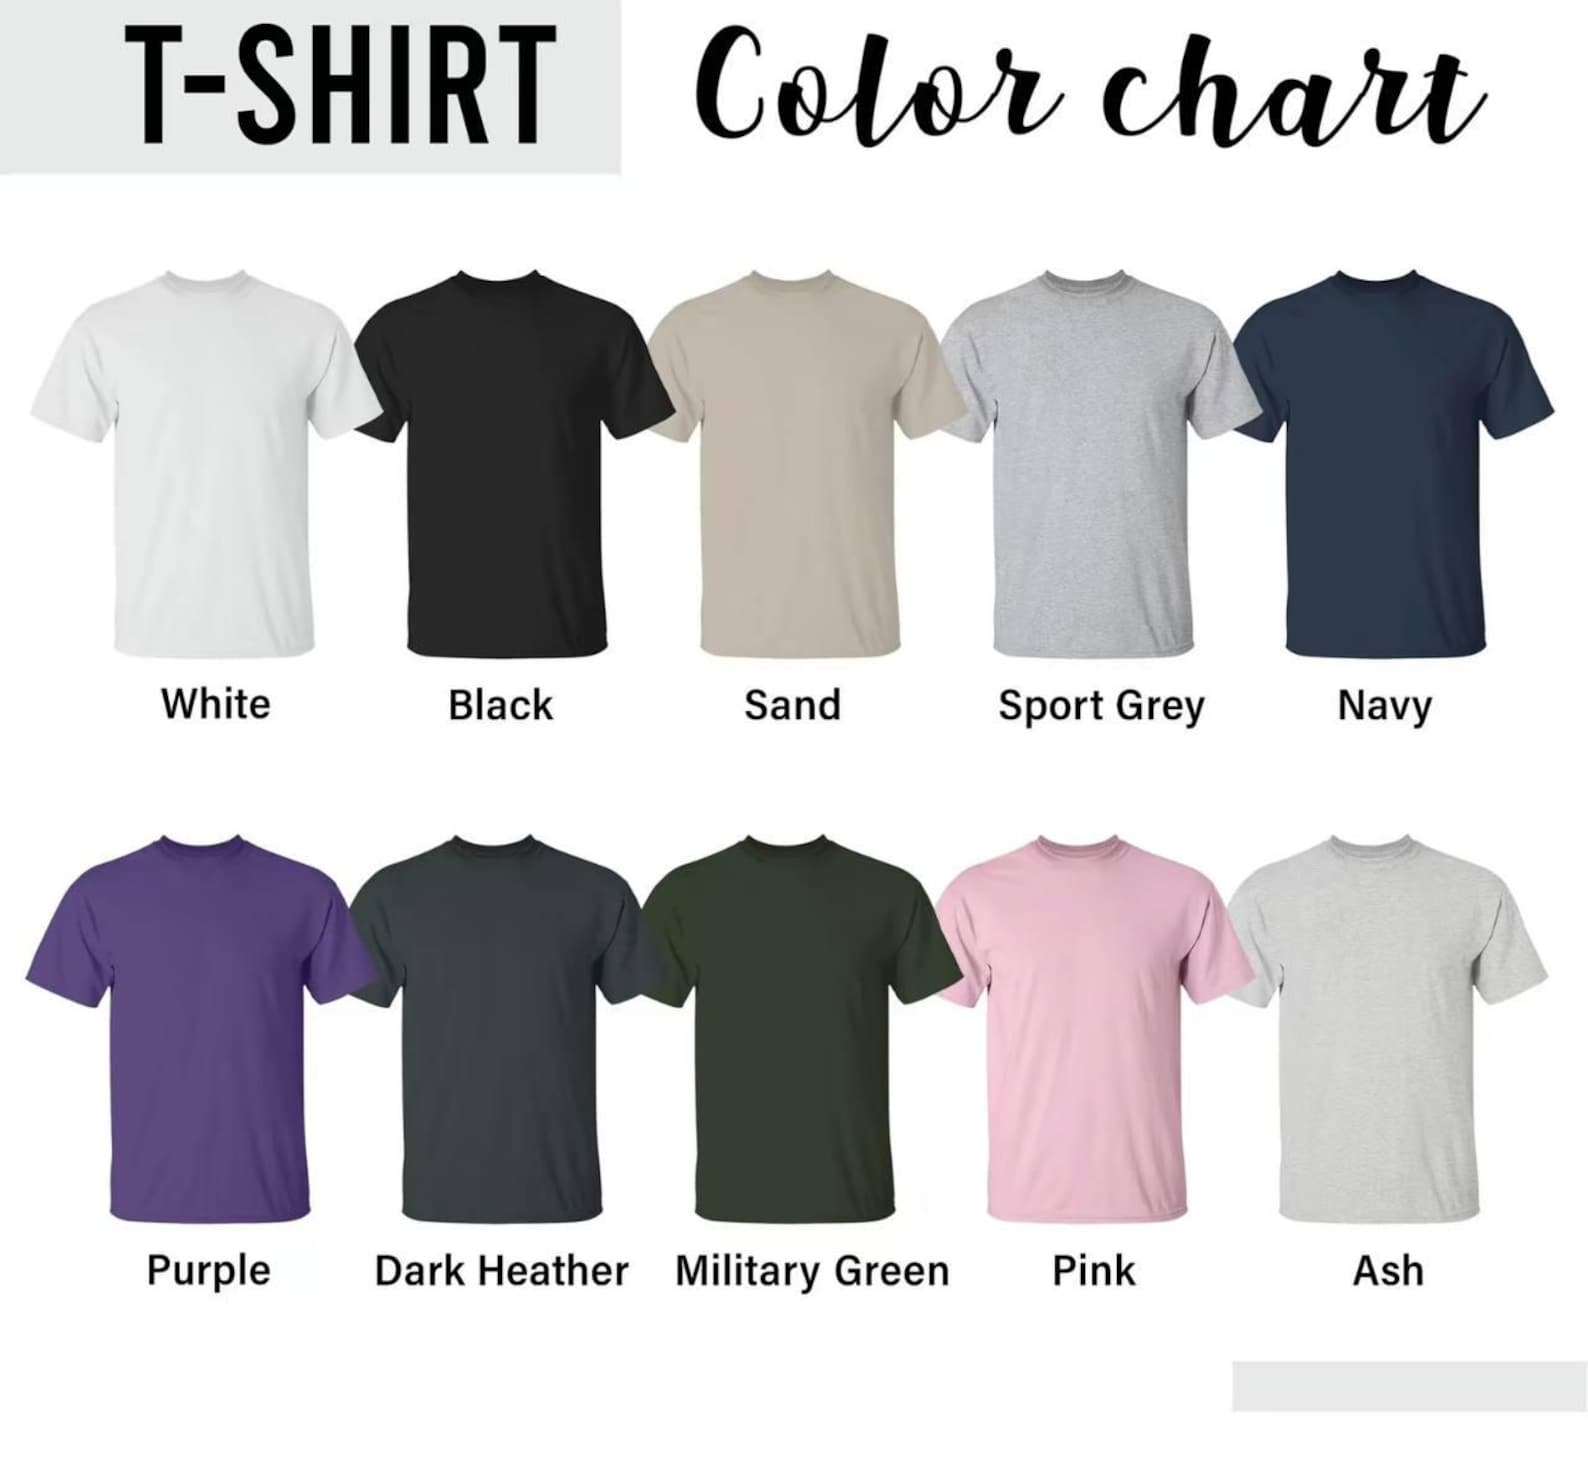 T-SHIRT Color chart
White Black Sand Sport Grey Navy
Purple Dark Heather Military Green Pink Ash